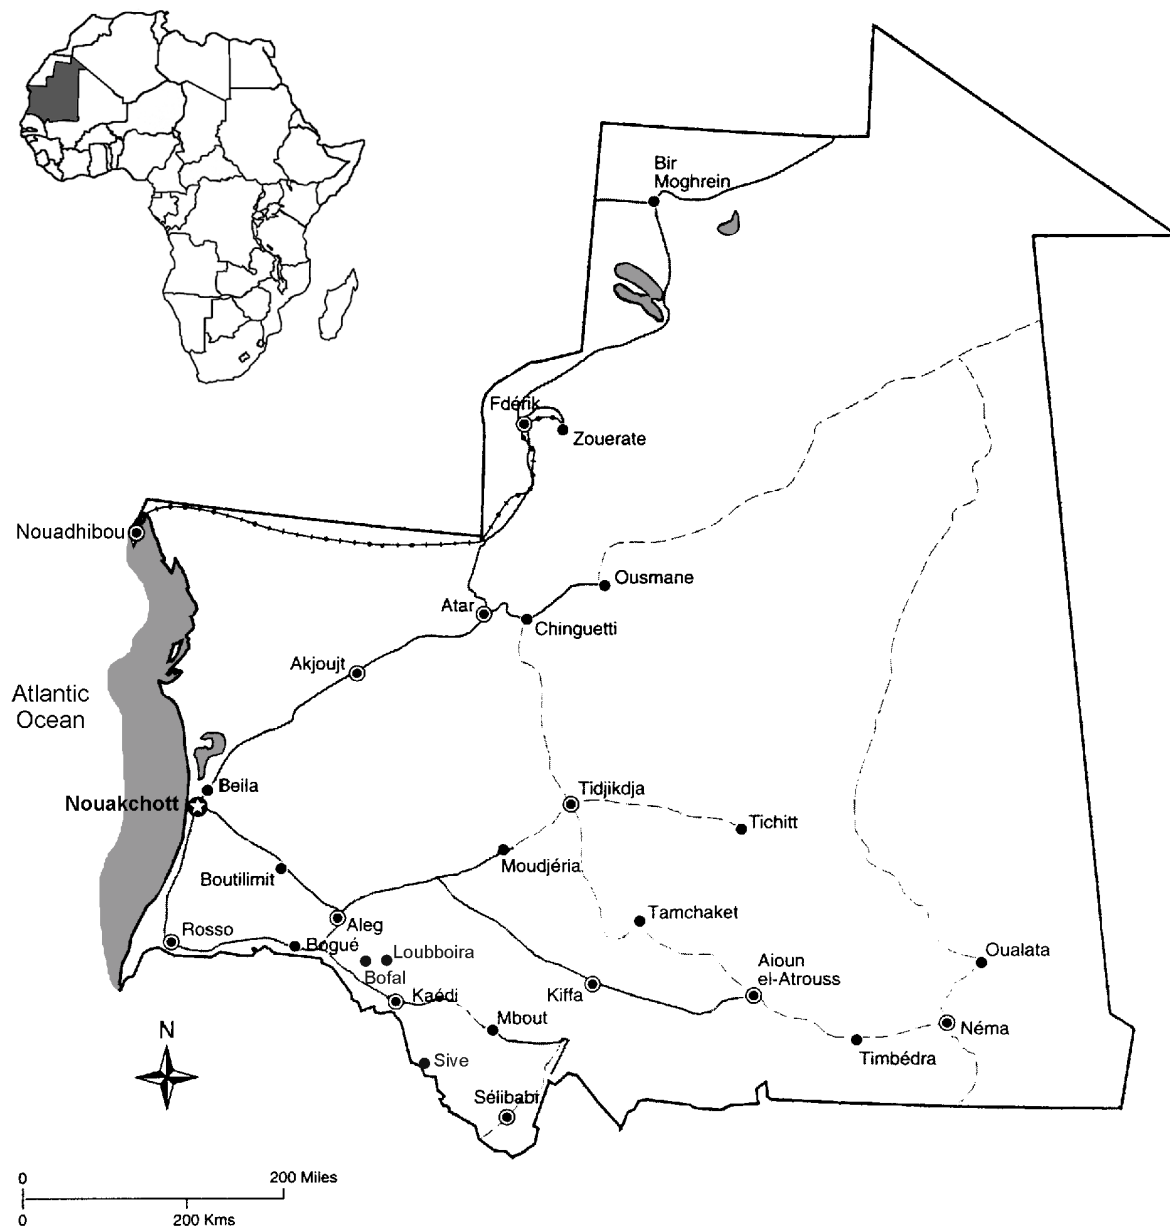 Bir
Moghrein
Fdérik
Zouerate
Nouadhibou
Ousmane
Atar
Chinguetti
Akjoujt
Atlantic
Ocean
Beila
Nouakchott
Tidjikdja
Tichitt
Moudjéria
Boutilimit
Tamchaket
Aleg
Rosso
Bogué
Loubboira
Bofal
Oualata
Aioun
el-Atrouss
Kiffa
Kaédi
Mbout
Néma
N
Timbédra
Sive
Sélibabi
0
200 Miles
0
200 Kms